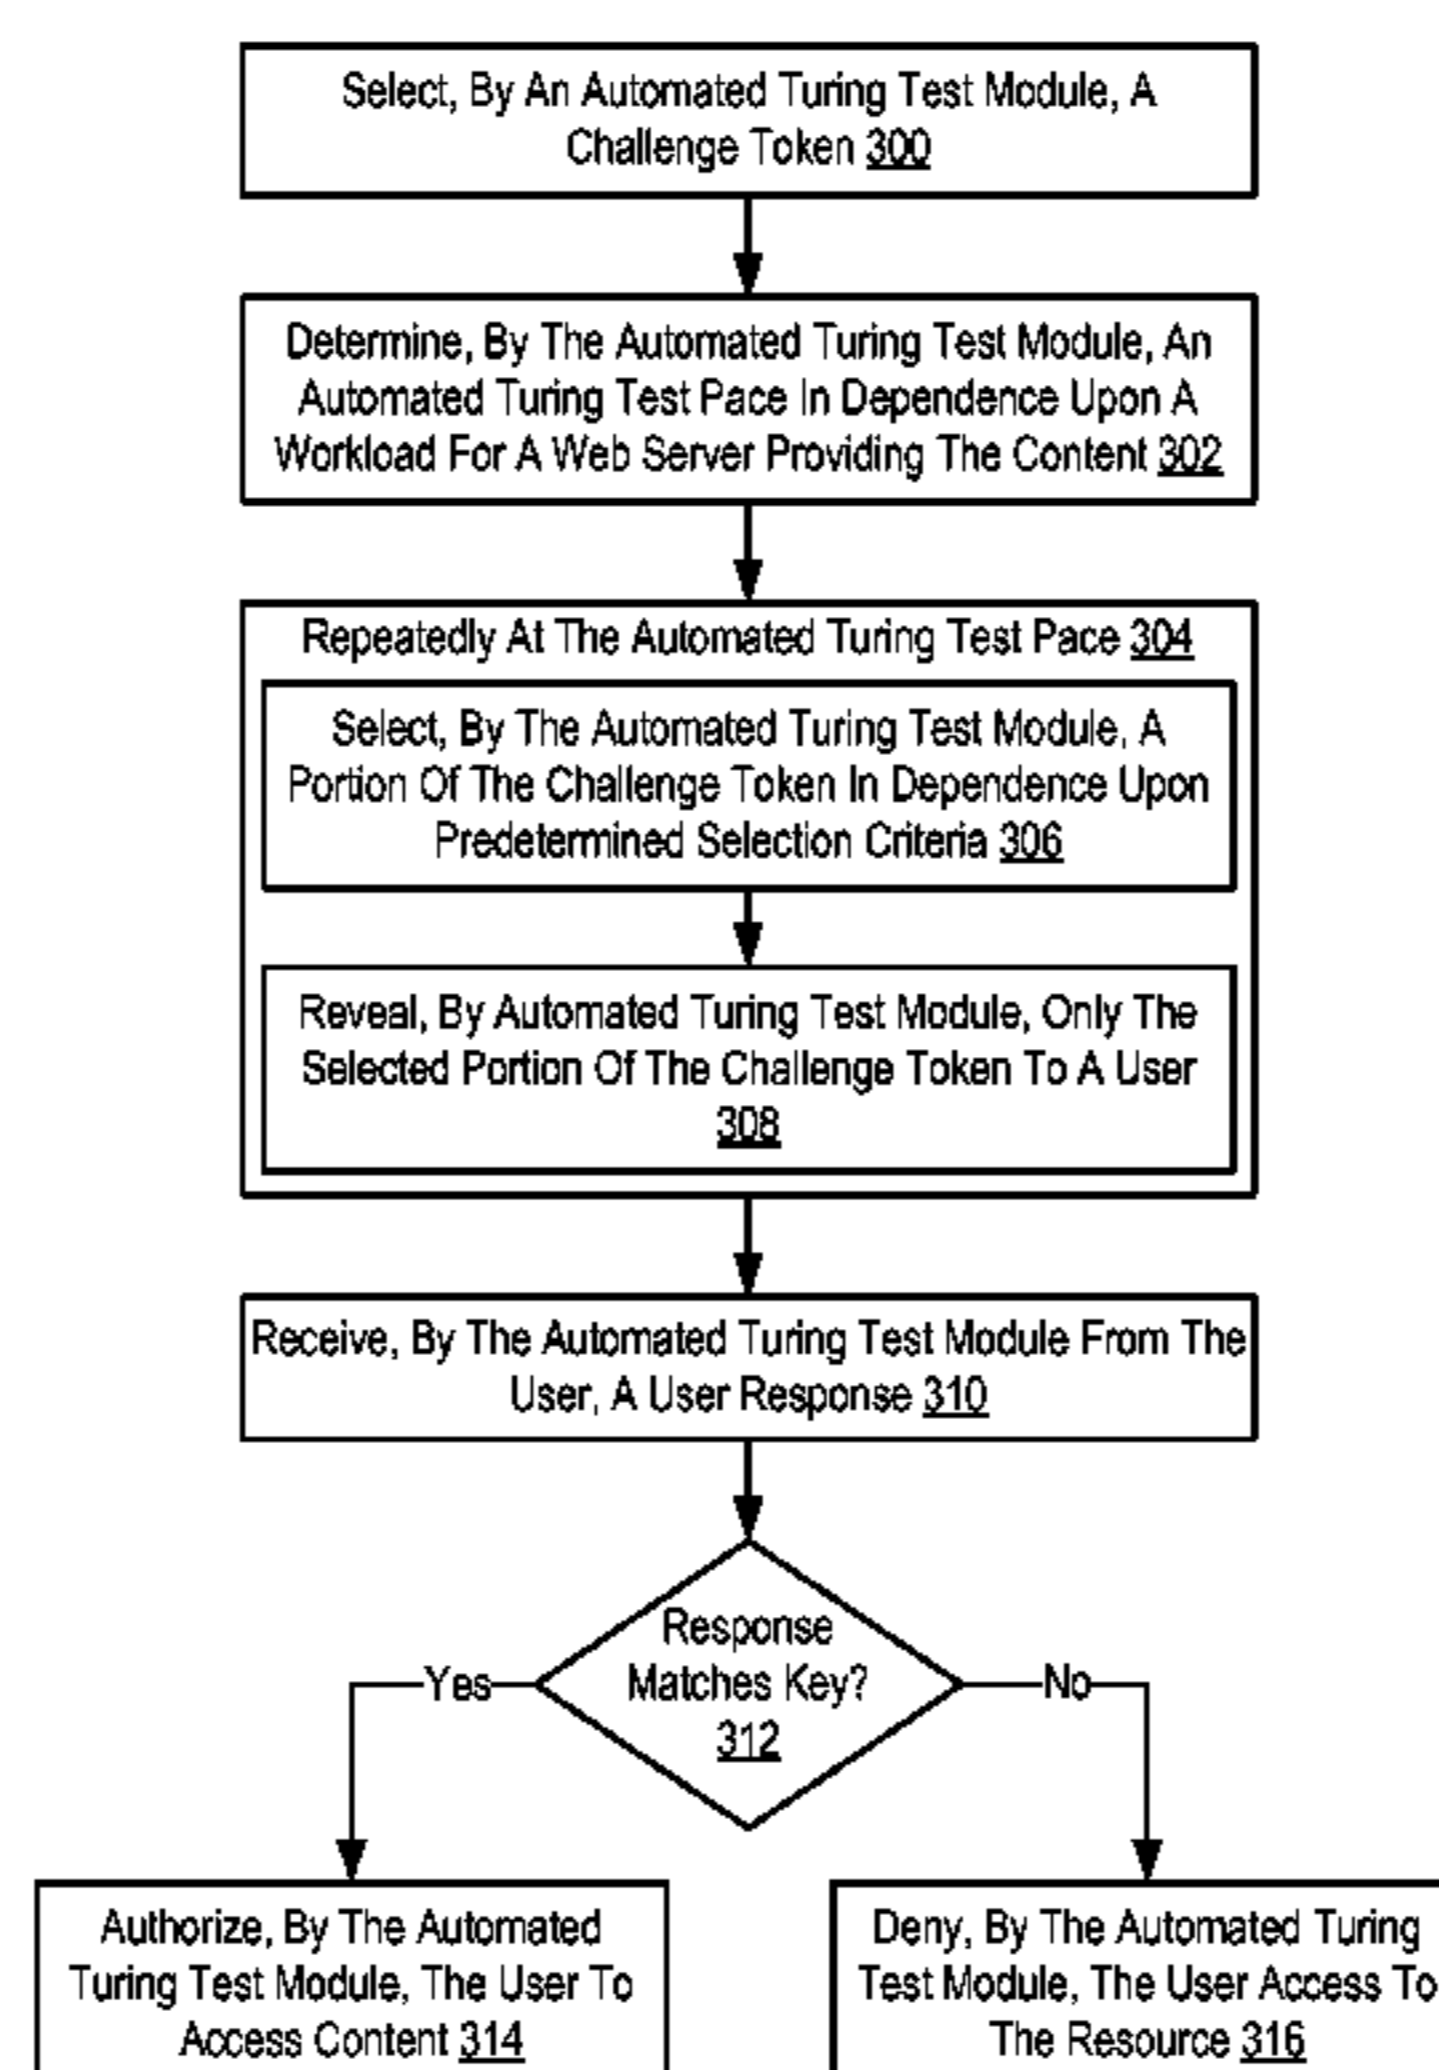 Select, By An Automated Turing Test Module, A
Challenge Token 300
Determine, By The Automated Turing Test Module, An
Automated Turing Test Pace In Dependence Upon A
Workload For A Web Server Providing The Content 302
Repeatedly At The Automated Turing Test Pace 304
Select, By The Automated Turing Test Module, A
Portion Of The Challenge Token In Dependence Upon
Predetermined Selection Criteria 306
Reveal, By Automated Turing Test Module, Only The
Selected Portion Of The Challenge Token To A User
308
Receive, By The Automated Turing Test Module From The
User, A User Response 310
Response
Matches Key?
312
Yes
No
Authorize, By The Automated
Turing Test Module, The User To
Access Content 314
Deny, By The Automated Turing
Test Module, The User Access To
The Resource 316